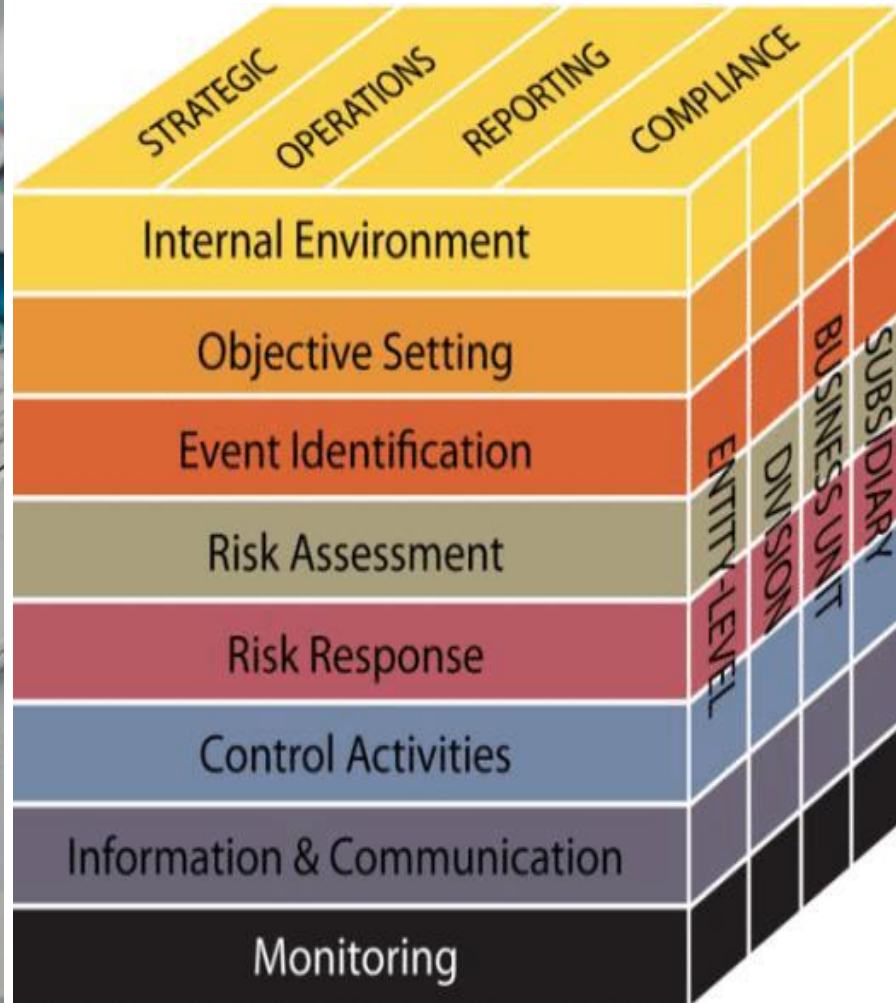 STRATEGIC
OPERATIONS
REPORTING
COMPLIANCE
Internal Environment
Objective Setting
Event Identification
Risk Assessment
Risk Response
Control Activities
Information & Communication
Monitoring
ENTITY-LEVEL
DIVISION
BUSINESS UNIT
SUBSIDIARY